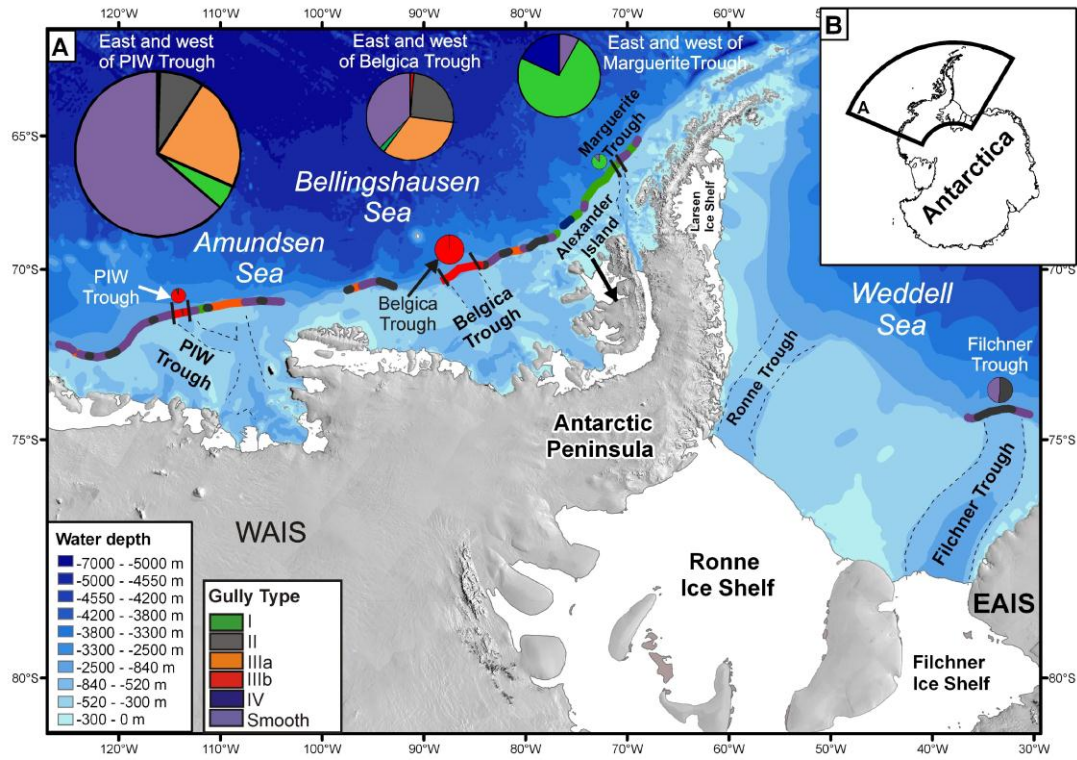 120°W 110°W 100°W 90°W 80°W 70°W 60°W 50°W
A
East and west
of PIW Trough
East and west
of Belgica Trough
East and west of
MargueriteTrough
B
A
Antarctica
65°S
70°S
75°S
80°S
Bellingshausen
Sea
Amundsen
Sea
Marguerite
Trough
Alexander
Island
Larsen
Ice Shelf
PIW
Trough
PIW
Trough
Belgica
Trough
Belgica
Trough
Weddell
Sea
Filchner
Trough
Ronne Trough
Filchner Trough
Antarctic
Peninsula
WAIS
Ronne
Ice Shelf
EAIS
Filchner
Ice Shelf
70°S
75°S
80°S
Water depth
-7000 - -5000 m
-5000 - -4550 m
-4550 - -4200 m
-4200 - -3800 m
-3800 - -3300 m
-3300 - -2500 m
-2500 - -840 m
-840 - -520 m
-520 - -300 m
-300 - 0 m
Gully Type
I
II
IIIa
IIIb
IV
Smooth
120°W 110°W 100°W 90°W 80°W 70°W 60°W 50°W 40°W 30°W